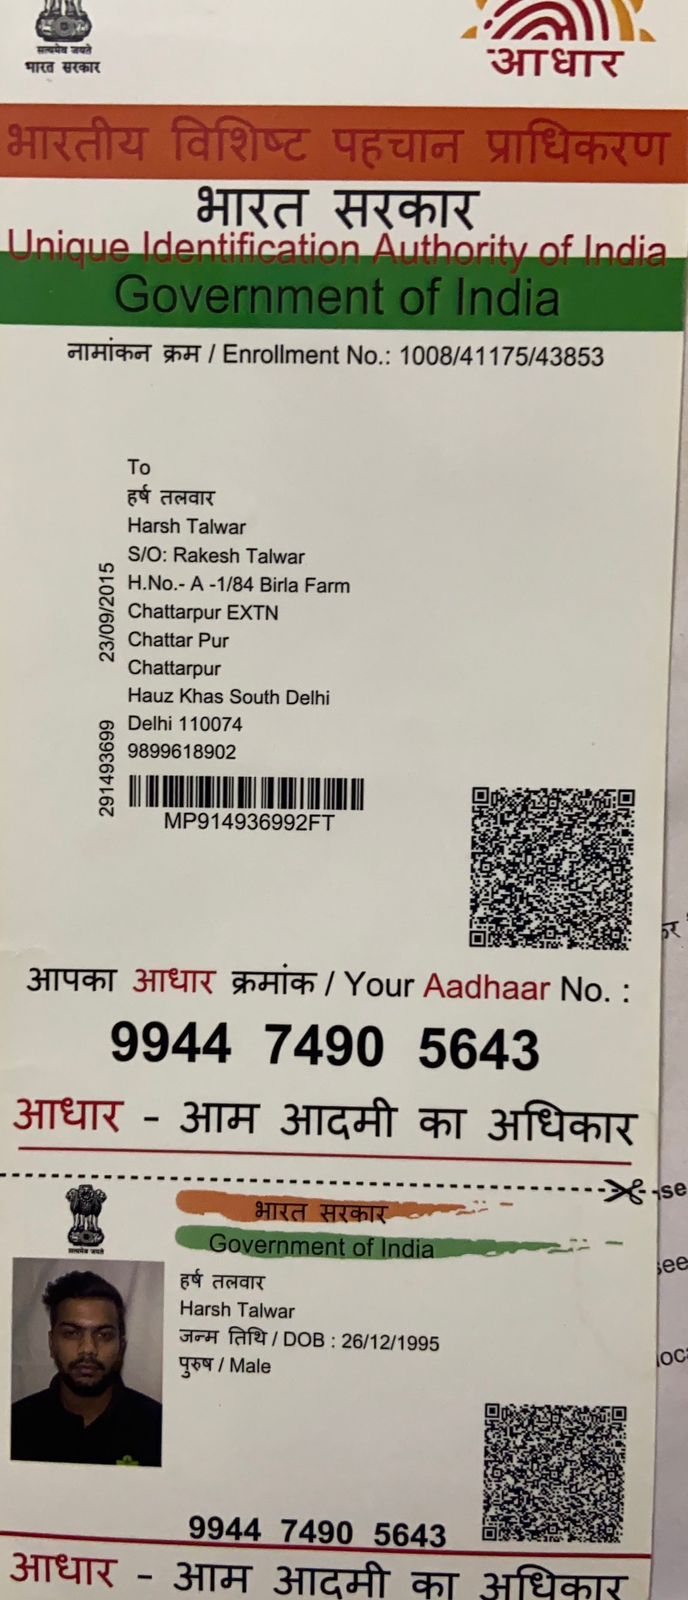 सत्यमेव जयते
भारत सरकार
आधार
भारतीय विशिष्ट पहचान प्राधिकरण
भारत सरकार
Unique Identification Authority of India
Government of India
नामांकन क्रम / Enrollment No.: 1008/41175/43853
To
हर्ष तलवार
Harsh Talwar
S/O: Rakesh Talwar
H.No.- A -1/84 Birla Farm
Chattarpur EXTN
Chattar Pur
Chattarpur
Hauz Khas South Delhi
Delhi 110074
9899618902
23/09/2015
291493699
MP914936992FT
आपका आधार क्रमांक / Your Aadhaar No. :
9944 7490 5643
आधार - आम आदमी का अधिकार
भारत सरकार
Government of India
हर्ष तलवार
Harsh Talwar
जन्म तिथि / DOB : 26/12/1995
पुरुष / Male
9944 7490 5643
आधार - आम आदमी का अधिकार